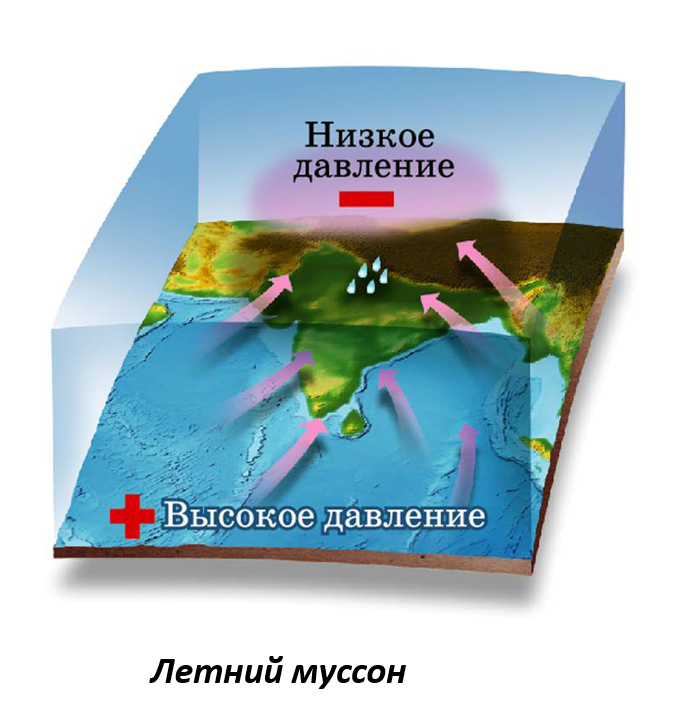 Низкое
давление
Высокое давление
Летний муссон